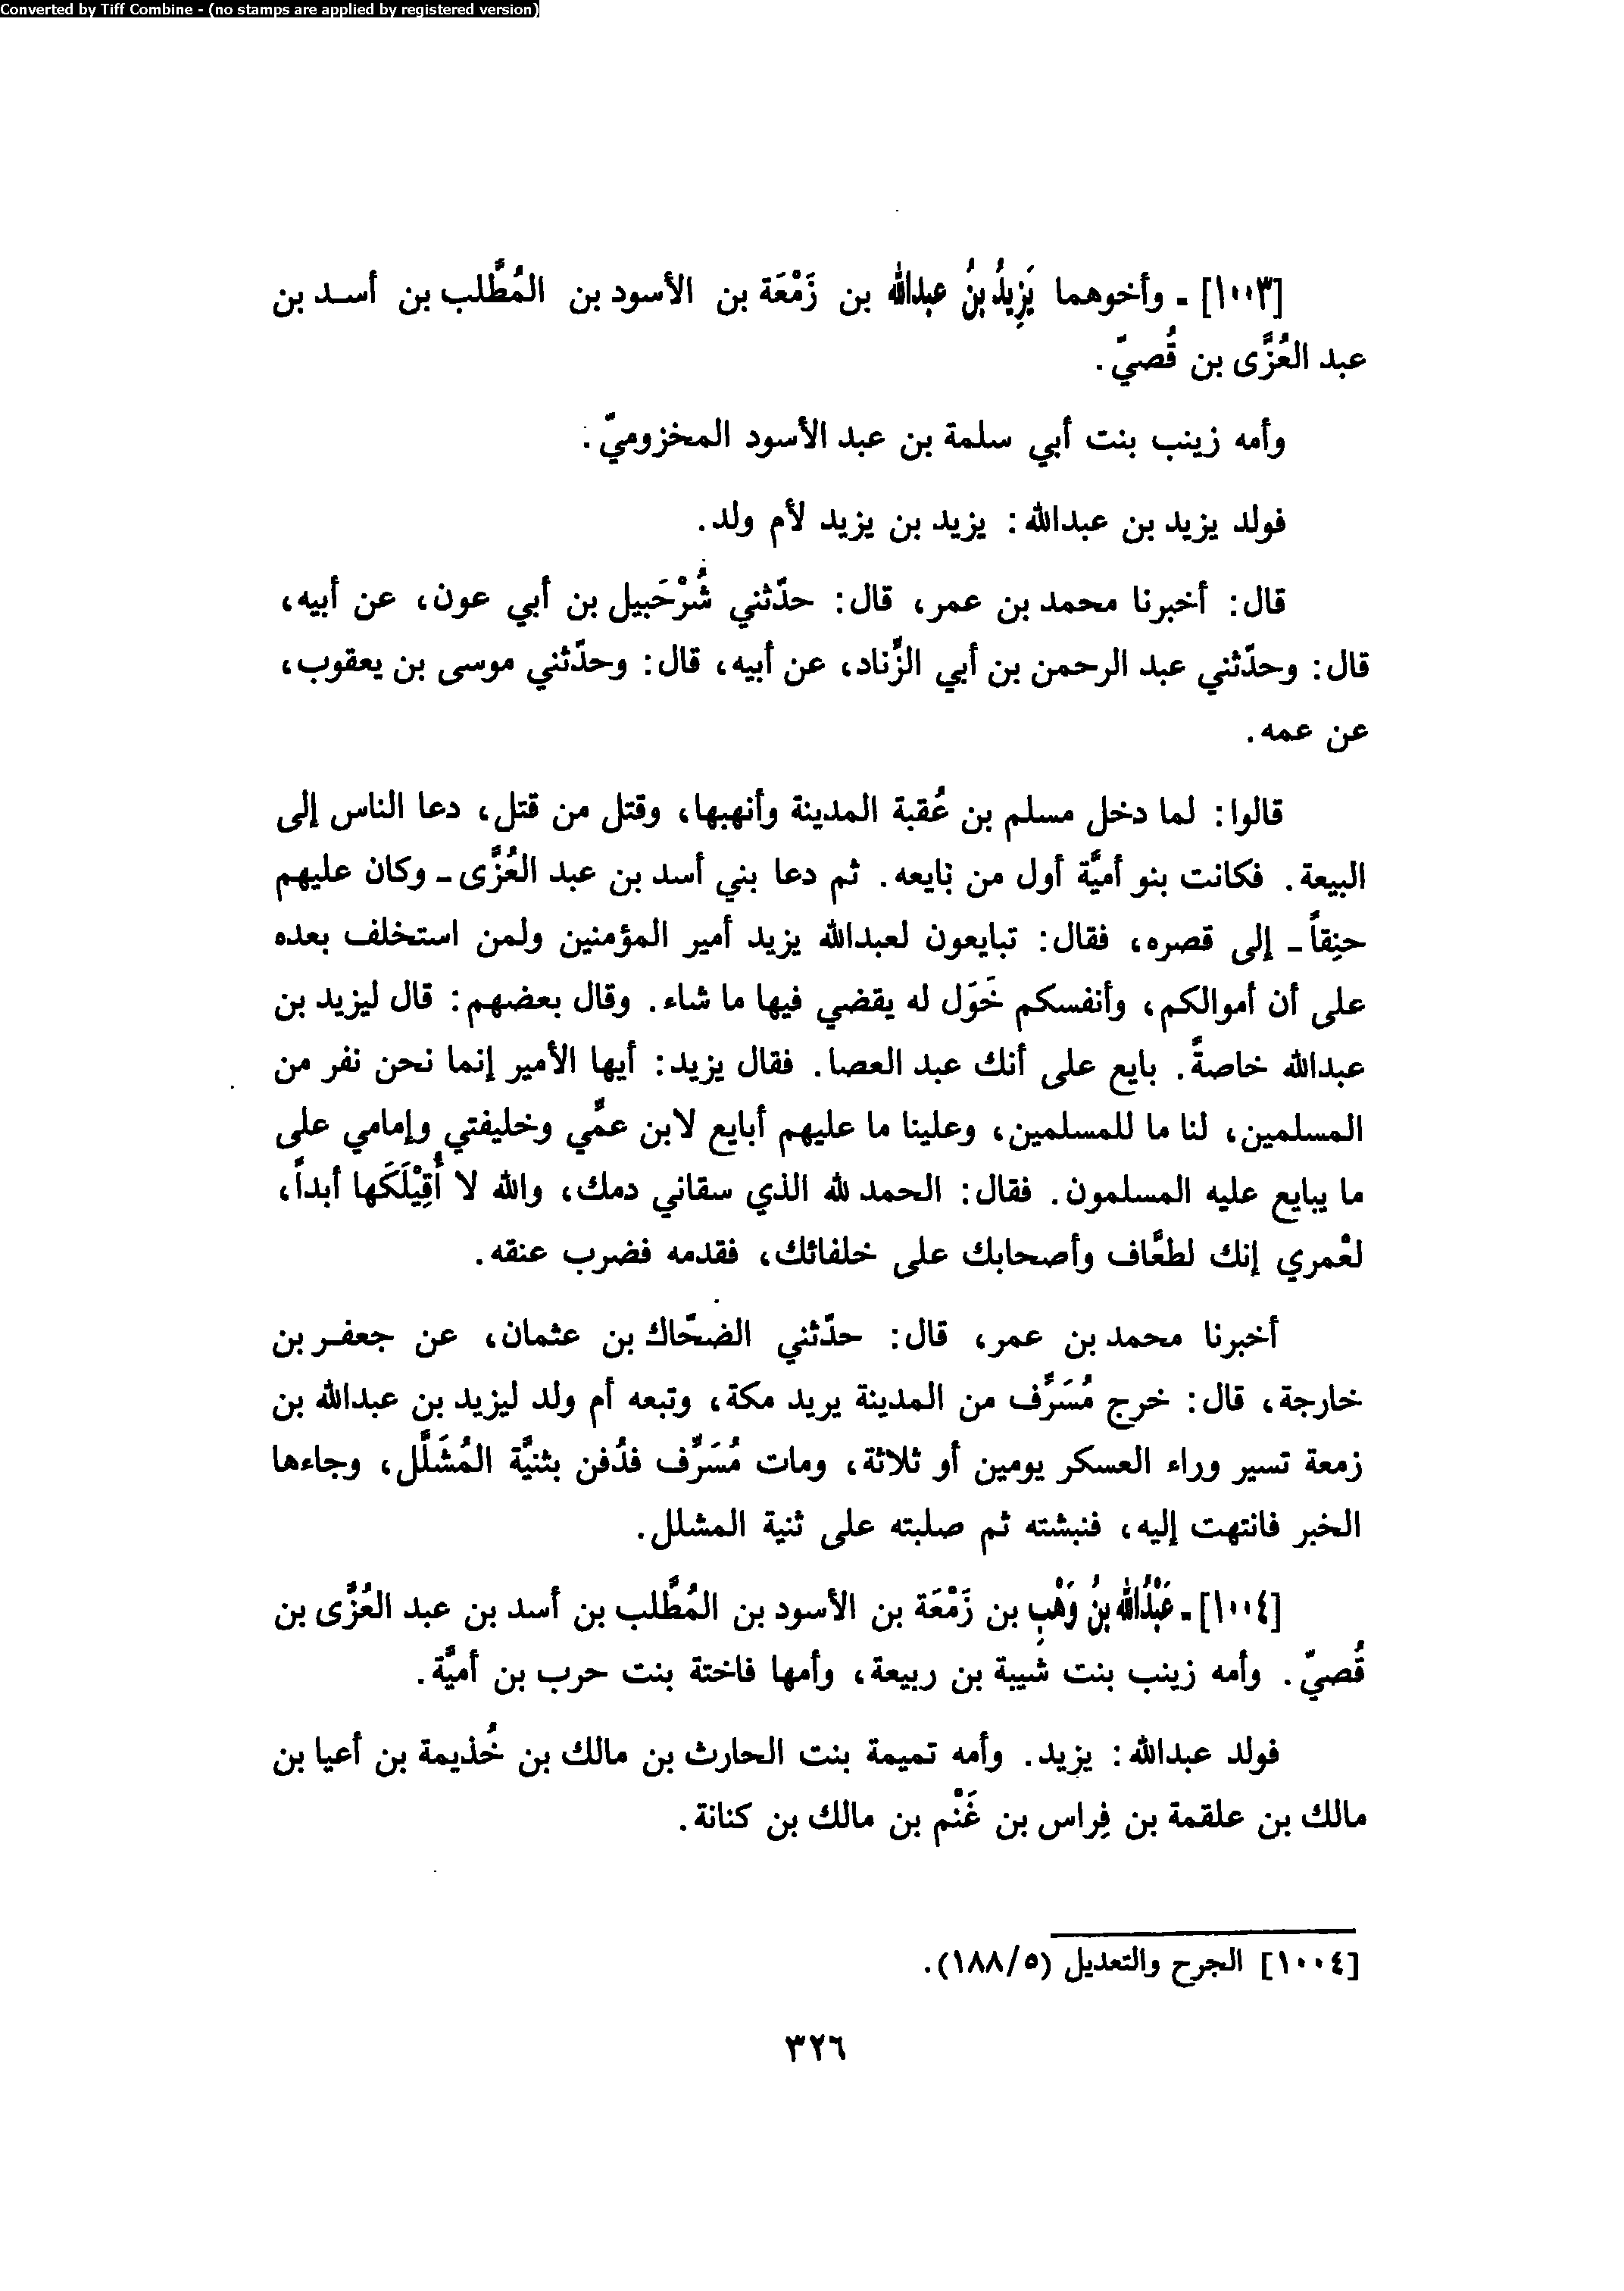 Converted by Tiff Combine - (no stamps are applied by registered version)
[١٠٠٣] ـ وأخوهما يَزِيدُ بنُ عبدالله بن زَمْعَة بن الأسود بن المُطَّلب بن أسـد بن
عبد العُزَّى بن قُصيّ.
وأمه زينب بنت أبي سلمة بن عبد الأسود المخزوميّ.
فولد يزيد بن عبدالله: يزيد بن يزيد لأم ولد.
قال: أخبرنا محمد بن عمر، قال: حدّثني شُرْحَبيل بن أبي عون، عن أبيه،
قال: وحدّثني عبد الرحمن بن أبي الزَّناد، عن أبيه، قال: وحدّثني موسى بن يعقوب،
عن عمه.
قالوا: لما دخل مسلم بن عُقبة المدينة وأنهبها، وقتل من قتل، دعا الناس إلى
البيعة. فكانت بنو أميَّة أول من بايعه. ثم دعا بني أسد بن عبد العُزَّى ـ وكان عليهم
حنِقاً ـ إلى قصره، فقال: تبايعون لعبدالله يزيد أمير المؤمنين ولمن استخلف بعده
على أن أموالكم، وأنفسكم خَوَل له يقضي فيها ما شاء. وقال بعضهم: قال ليزيد بن
عبدالله خاصةً. بايع على أنك عبد العصا. فقال يزيد: أيها الأمير إنما نحن نفر من
المسلمين، لنا ما للمسلمين، وعلينا ما عليهم أبايع لابن عمِّي وخليفتي وإمامي على
ما يبايع عليه المسلمون. فقال: الحمد لله الذي سقاني دمك، والله لا أُقِيْلَكَها أبداً،
لعْمري إنك لطعَّاف وأصحابك على خلفائك، فقدمه فضرب عنقه.
أخبرنا محمد بن عمر، قال: حدّثني الضحّاك بن عثمان، عن جعفـر بن
خارجة، قال: خرج مُسَرَّف من المدينة يريد مكة، وتبعه أم ولد ليزيد بن عبدالله بن
زمعة تسير وراء العسكر يومين أو ثلاثة، ومات مُسَرِّف فدُفن بثنيَّة المُشَلَّل، وجاءها
الخبر فانتهت إليه، فنبشته ثم صلبته على ثنية المشلل.
[١٠٠٤] ـ عَبْدُالله بنُ وَهْبِ بن زَمْعَة بن الأسود بن المُطَّلب بن أسد بن عبد العُزَّى بن
قُصيّ. وأمه زينب بنت شيبة بن ربيعة، وأمها فاختة بنت حرب بن أميَّة.
فولد عبدالله: يزيد. وأمه تميمة بنت الحارث بن مالك بن خُذيمة بن أعيا بن
مالك بن علقمة بن فِراس بن غَنْم بن مالك بن كنانة.
[١٠٠٤] الجرح والتعديل (١٨٨/٥).
٣٢٦